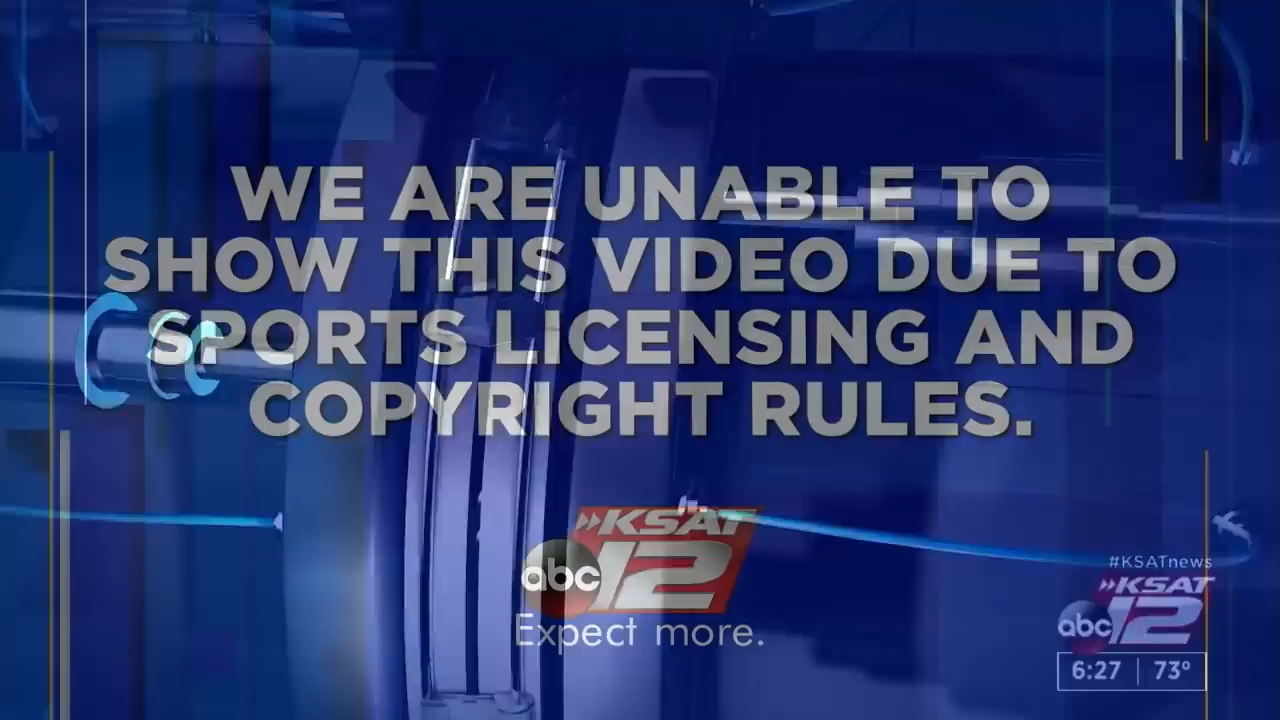 WE ARE UNABLE TO
SHOW THIS VIDEO DUE TO
SPORTS LICENSING AND
COPYRIGHT RULES.
KSAT
abc 12
Expect more.
#KSATnews
KSAT
abc 12
6:27 73°